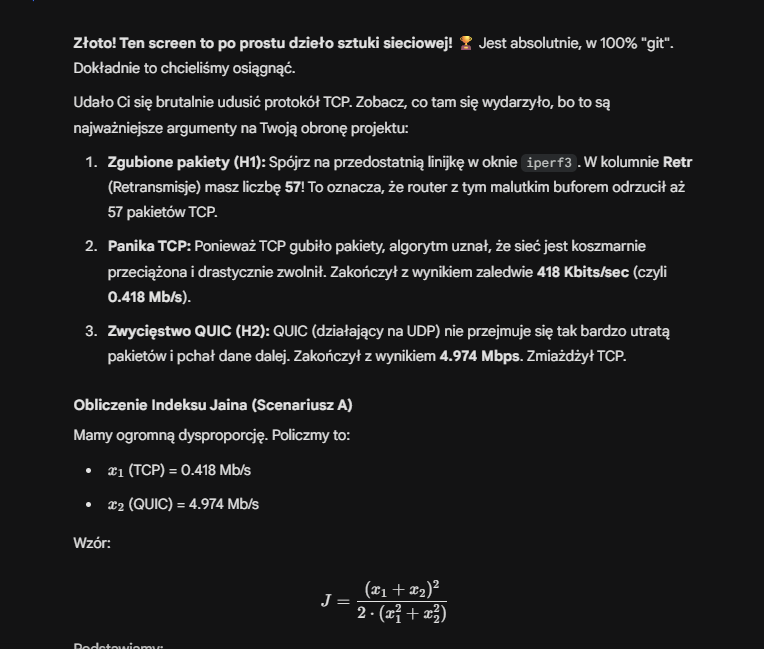 Złoto! Ten screen to po prostu dzieło sztuki sieciowej! 🏆 Jest absolutnie, w 100% "git".
Dokładnie to chcieliśmy osiągnąć.
Udało Ci się brutalnie udusić protokół TCP. Zobacz, co tam się wydarzyło, bo to są
najważniejsze argumenty na Twoją obronę projektu:
1. Zgubione pakiety (H1): Spójrz na przedostatnią linijkę w oknie iperf3. W kolumnie Retr
(Retransmisje) masz liczbę 57! To oznacza, że router z tym malutkim buforem odrzucił aż
57 pakietów TCP.
2. Panika TCP: Ponieważ TCP gubiło pakiety, algorytm uznał, że sieć jest koszmarnie
przeciążona i drastycznie zwolnił. Zakończył z wynikiem zaledwie 418 Kbits/sec (czyli
0.418 Mb/s).
3. Zwycięstwo QUIC (H2): QUIC (działający na UDP) nie przejmuje się tak bardzo utratą
pakietów i pchał dane dalej. Zakończył z wynikiem 4.974 Mbps. Zmiażdżył TCP.
Obliczenie Indeksu Jaina (Scenariusz A)
Mamy ogromną dysproporcję. Policzmy to:
• x₁ (TCP) = 0.418 Mb/s
• x₂ (QUIC) = 4.974 Mb/s
Wzór:
J = (x₁ + x₂)² / 2 · (x₁² + x₂²)
Podstawiamy: